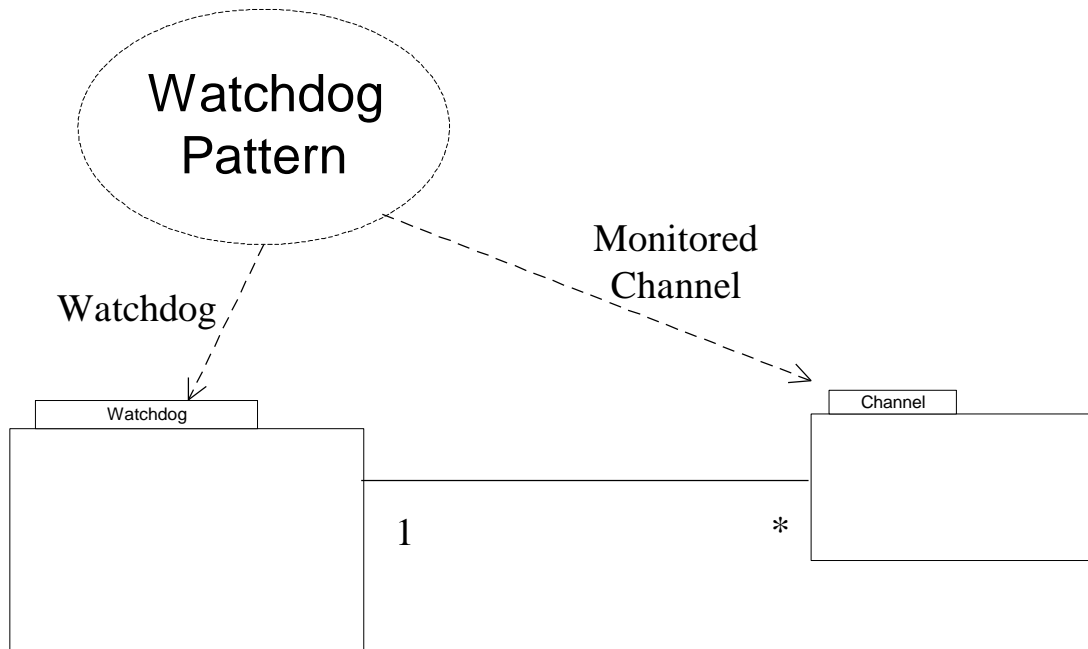 Watchdog
Pattern
Monitored
Channel
Watchdog
Watchdog
Channel
1
*